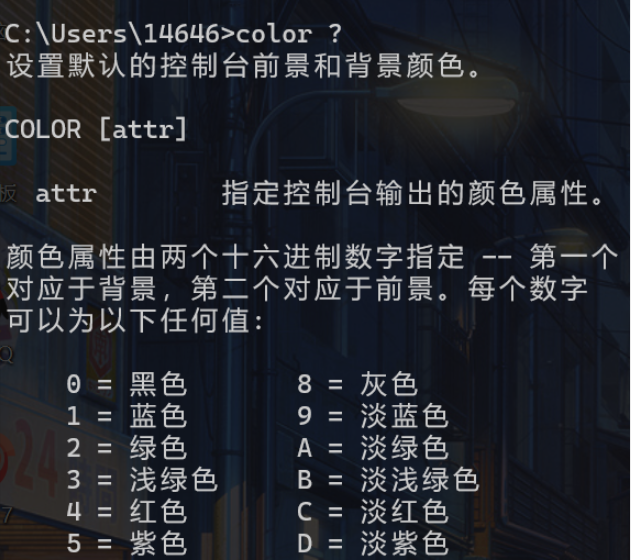 C:\Users\14646>color ?
设置默认的控制台前景和背景颜色。
COLOR [attr]
attr 指定控制台输出的颜色属性。
颜色属性由两个十六进制数字指定 -- 第一个
对应于背景，第二个对应于前景。每个数字
可以为以下任何值:
0 = 黑色 8 = 灰色
1 = 蓝色 9 = 淡蓝色
2 = 绿色 A = 淡绿色
3 = 浅绿色 B = 淡浅绿色
4 = 红色 C = 淡红色
5 = 紫色 D = 淡紫色
板
Q
24
7